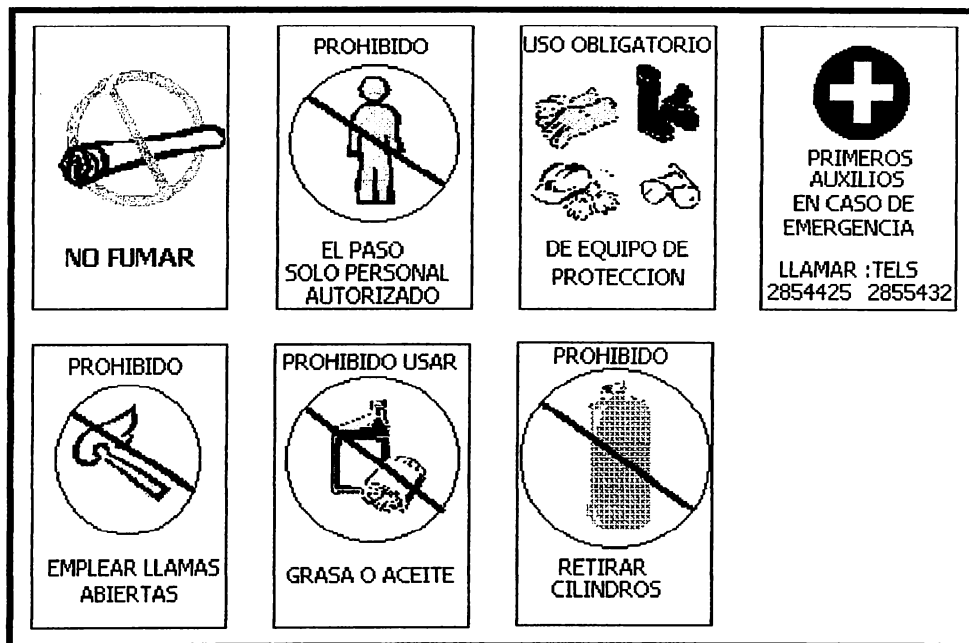 NO FUMAR
PROHIBIDO
EL PASO
SOLO PERSONAL
AUTORIZADO
USO OBLIGATORIO
DE EQUIPO DE
PROTECCION
PRIMEROS
AUXILIOS
EN CASO DE
EMERGENCIA
LLAMAR :TELS
2854425 2855432
PROHIBIDO
EMPLEAR LLAMAS
ABIERTAS
PROHIBIDO USAR
GRASA O ACEITE
PROHIBIDO
RETIRAR
CILINDROS